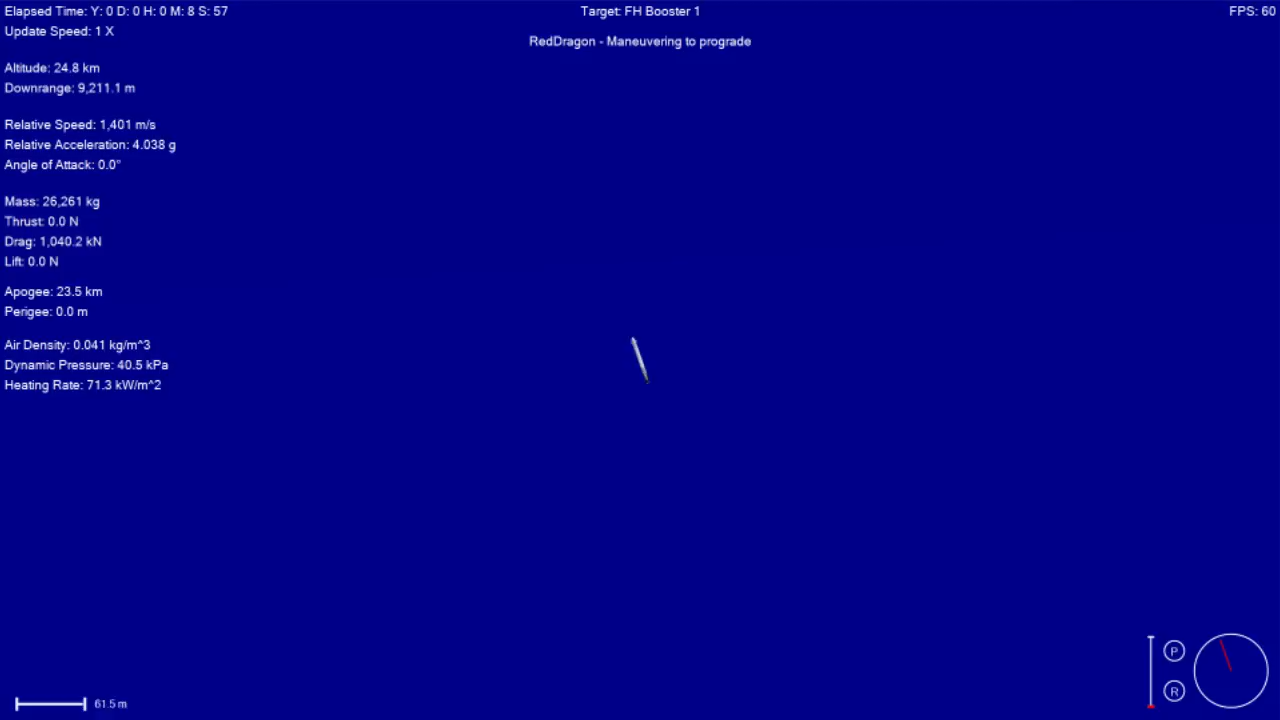 Elapsed Time: Y: 0 D: 0 H: 0 M: 8 S: 57
Target: FH Booster 1
FPS: 60
Update Speed: 1 X
RedDragon - Maneuvering to prograde
Altitude: 24.8 km
Downrange: 9,211.1 m
Relative Speed: 1,401 m/s
Relative Acceleration: 4.038 g
Angle of Attack: 0.0°
Mass: 26,261 kg
Thrust: 0.0 N
Drag: 1,040.2 kN
Lift: 0.0 N
Apogee: 23.5 km
Perigee: 0.0 m
Air Density: 0.041 kg/m^3
Dynamic Pressure: 40.5 kPa
Heating Rate: 71.3 kW/m^2
P
R
61.5 m